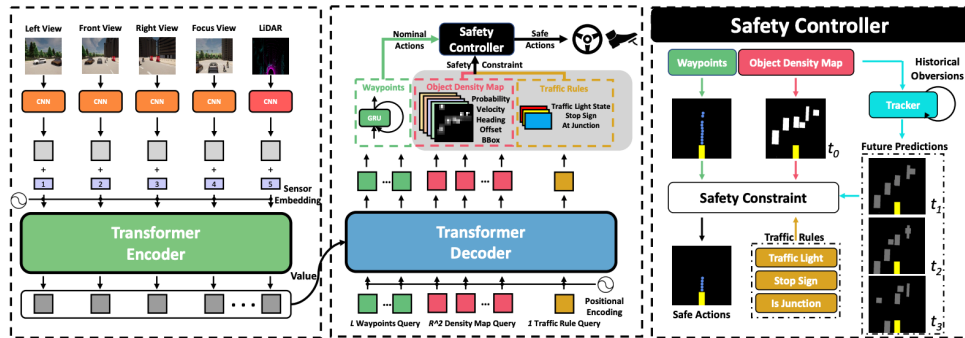 Left View
Front View
Right View
Focus View
LiDAR
CNN
CNN
CNN
CNN
CNN
+
+
+
+
+
1
2
3
4
5
Sensor
Embedding
Transformer
Encoder
Value
Nominal
Actions
Safety
Controller
Safe
Actions
Safety
Constraint
Waypoints
GRU
Object Density Map
Probability
Velocity
Heading
Offset
BBox
Traffic Rules
Traffic Light State
Stop Sign
At Junction
Transformer
Decoder
Positional
Encoding
L Waypoints Query
R^2 Density Map Query
1 Traffic Rule Query
Safety Controller
Waypoints
Object Density Map
Historical
Obversions
Tracker
t0
Future Predictions
Safety Constraint
t1
Traffic Rules
Traffic Light
Stop Sign
Is Junction
t2
Safe Actions
t3